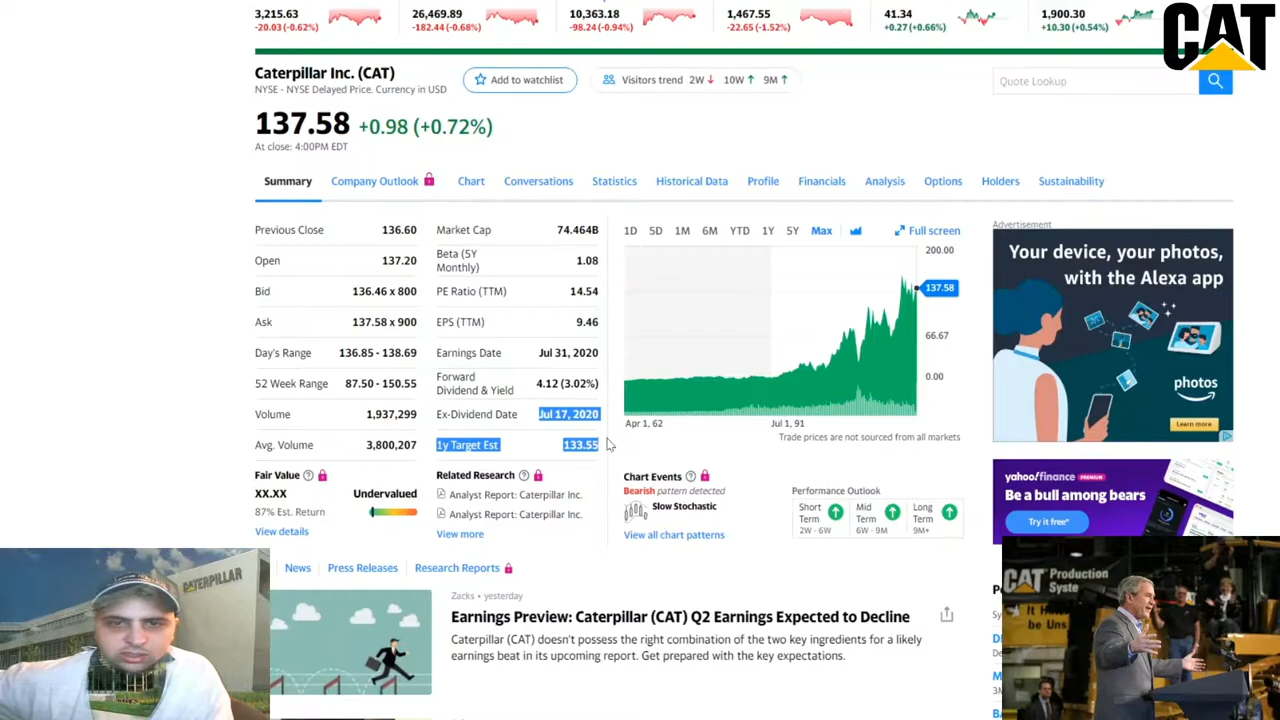 3,215.63
-20.03 (-0.62%)
26,469.89
-182.44 (-0.68%)
10,363.18
-98.24 (-0.94%)
1,467.55
-22.65 (-1.52%)
41.34
+0.27 (+0.66%)
1,900.30
+10.30 (+0.54%)
CAT
Caterpillar Inc. (CAT)
NYSE - NYSE Delayed Price. Currency in USD
Add to watchlist
Visitors trend 2W 10W 9M
Quote Lookup
137.58 +0.98 (+0.72%)
At close: 4:00PM EDT
Summary
Company Outlook
Chart
Conversations
Statistics
Historical Data
Profile
Financials
Analysis
Options
Holders
Sustainability
Previous Close 136.60
Open 137.20
Bid 136.46 x 800
Ask 137.58 x 900
Day's Range 136.85 - 138.69
52 Week Range 87.50 - 150.55
Volume 1,937,299
Avg. Volume 3,800,207
Market Cap 74.464B
Beta (5Y
Monthly) 1.08
PE Ratio (TTM) 14.54
EPS (TTM) 9.46
Earnings Date Jul 31, 2020
Forward
Dividend & Yield 4.12 (3.02%)
Ex-Dividend Date Jul 17, 2020
1y Target Est 133.55
1D 5D 1M 6M YTD 1Y 5Y Max
Full screen
200.00
137.58
66.67
0.00
Apr 1, 62
Jul 1, 91
Trade prices are not sourced from all markets
Advertisement
Your device, your photos,
with the Alexa app
photos
Learn more
Fair Value
XX.XX Undervalued
87% Est. Return
View details
Related Research
Analyst Report: Caterpillar Inc.
Analyst Report: Caterpillar Inc.
View more
Chart Events
Bearish pattern detected
Slow Stochastic
View all chart patterns
Performance Outlook
Short
Term
2W - 6W
Mid
Term
6W - 9M
Long
Term
9M+
yahoo!finance PREMIUM
Be a bull among bears
Try it free*
News
Press Releases
Research Reports
Zacks • yesterday
Earnings Preview: Caterpillar (CAT) Q2 Earnings Expected to Decline
Caterpillar (CAT) doesn't possess the right combination of the two key ingredients for a likely
earnings beat in its upcoming report. Get prepared with the key expectations.
CATERPILLAR
CAT Production
Syste
It H
be Uns